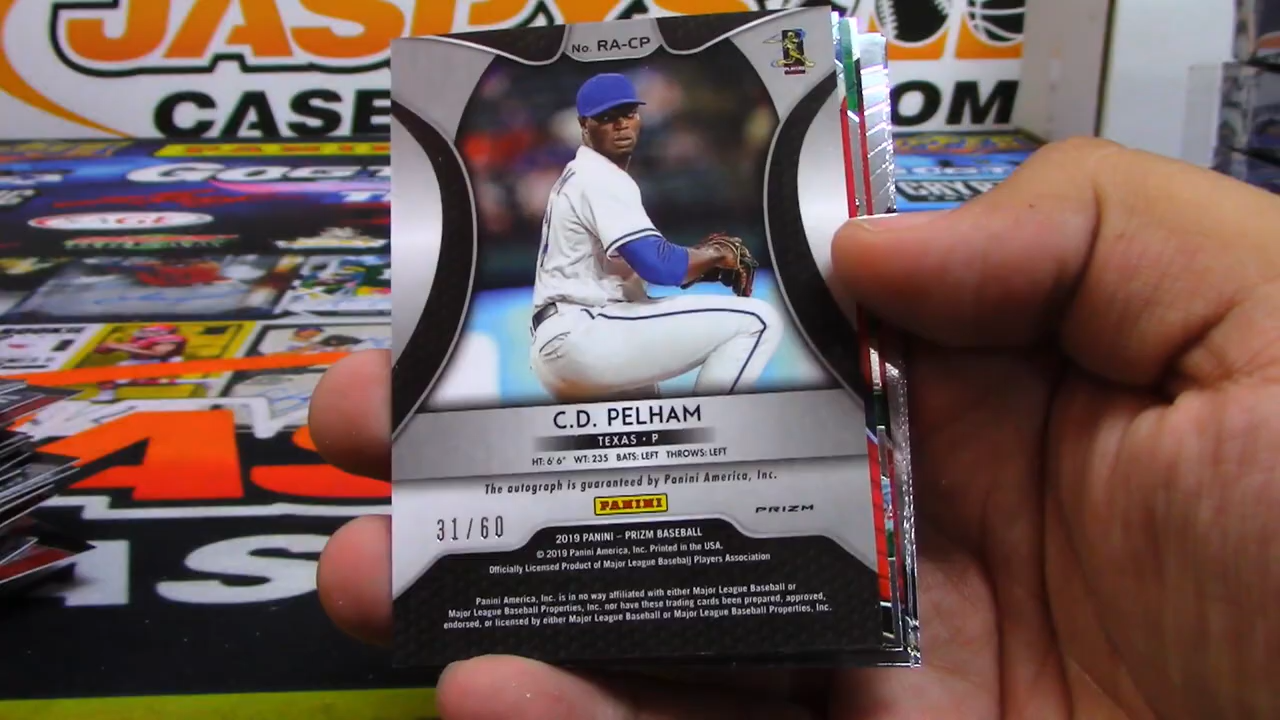 JASPYS
CASE
OM
GOGT
CRYP
No. RA-CP
C.D. PELHAM
TEXAS • P
HT: 6'6" WT: 235 BATS: LEFT THROWS: LEFT
The autograph is guaranteed by Panini America, Inc.
PANINI
PRIZM
31/60
2019 PANINI – PRIZM BASEBALL
© 2019 Panini America, Inc. Printed in the USA.
Officially Licensed Product of Major League Baseball Players Association
Panini America, Inc. is in no way affiliated with either Major League Baseball or
Major League Baseball Properties, Inc. nor have these trading cards been prepared, approved,
endorsed, or licensed by either Major League Baseball or Major League Baseball Properties, Inc.